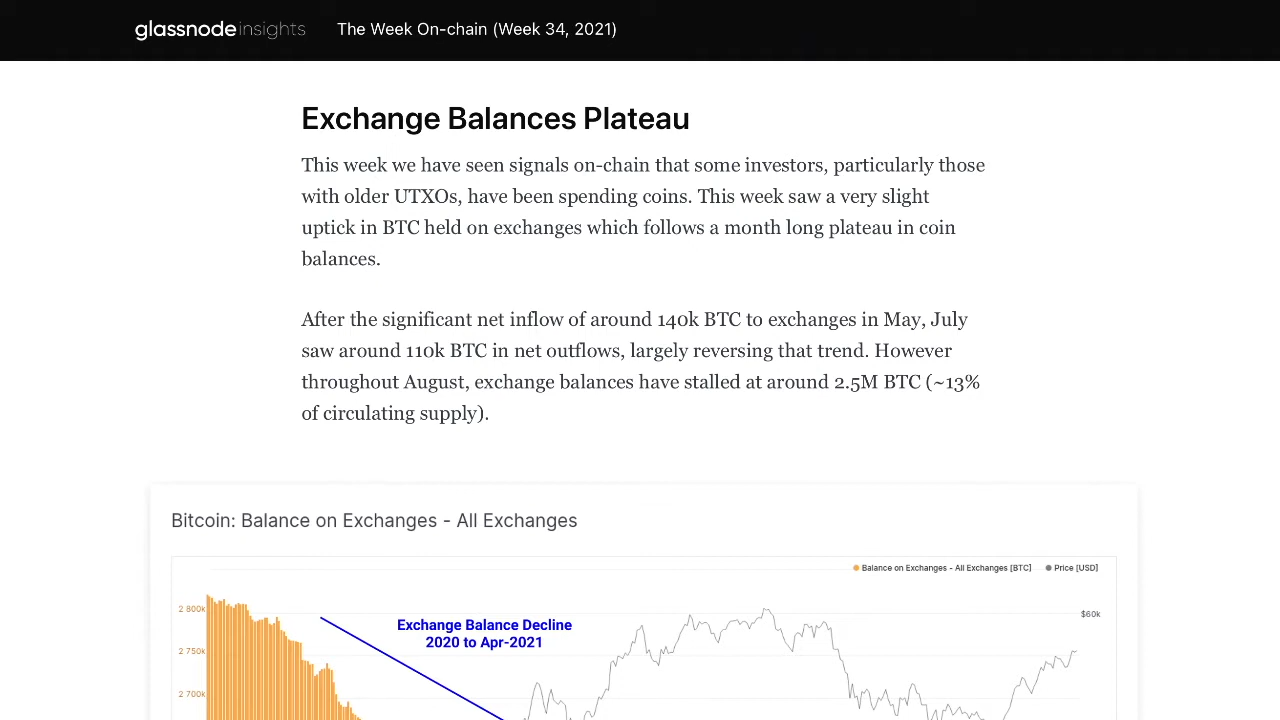 glassnode insights The Week On-chain (Week 34, 2021)
Exchange Balances Plateau
This week we have seen signals on-chain that some investors, particularly those
with older UTXOs, have been spending coins. This week saw a very slight
uptick in BTC held on exchanges which follows a month long plateau in coin
balances.
After the significant net inflow of around 140k BTC to exchanges in May, July
saw around 110k BTC in net outflows, largely reversing that trend. However
throughout August, exchange balances have stalled at around 2.5M BTC (~13%
of circulating supply).
Bitcoin: Balance on Exchanges - All Exchanges
Balance on Exchanges - All Exchanges [BTC] Price [USD]
2 800k
$60k
Exchange Balance Decline
2020 to Apr-2021
2 750k
2 700k